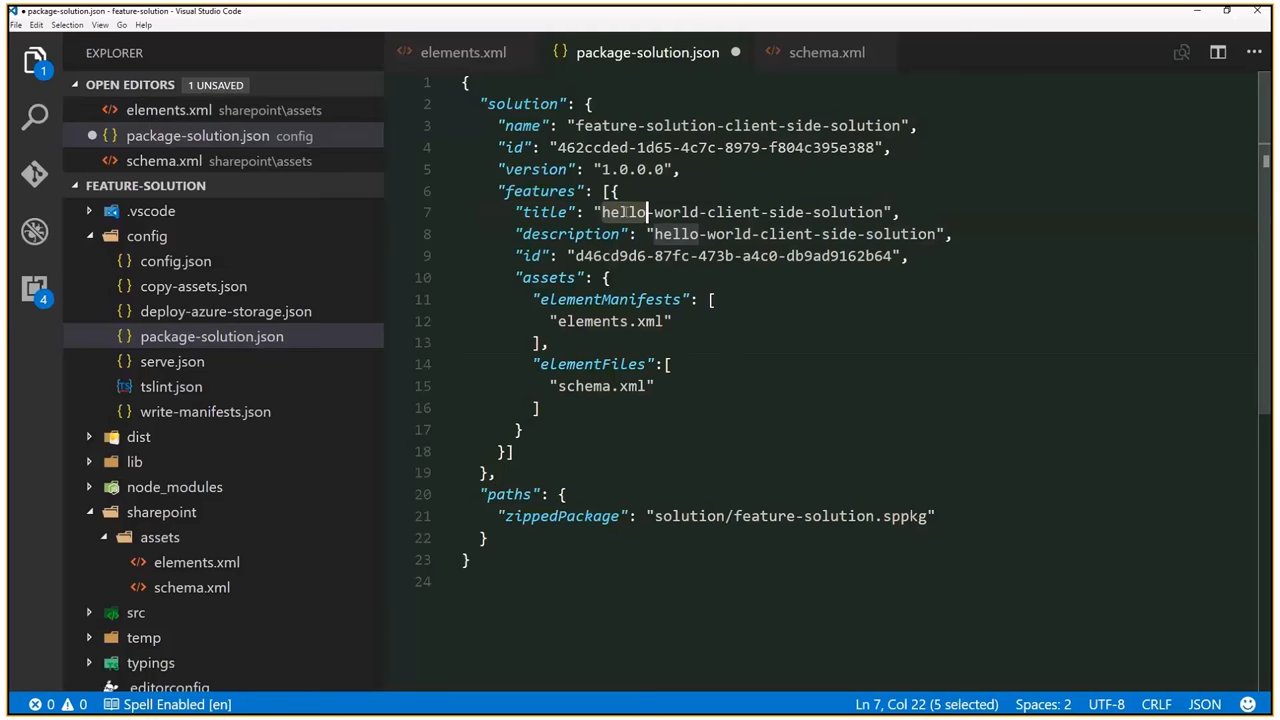 package-solution.json - feature-solution - Visual Studio Code
File Edit Selection View Go Help
EXPLORER
elements.xml
package-solution.json
schema.xml
OPEN EDITORS 1 UNSAVED
elements.xml sharepoint\assets
package-solution.json config
schema.xml sharepoint\assets
FEATURE-SOLUTION
.vscode
config
config.json
copy-assets.json
deploy-azure-storage.json
package-solution.json
serve.json
tslint.json
write-manifests.json
dist
lib
node_modules
sharepoint
assets
elements.xml
schema.xml
src
temp
typings
.editorconfig
1
4
1 {
2 "solution": {
3 "name": "feature-solution-client-side-solution",
4 "id": "462ccded-1d65-4c7c-8979-f804c395e388",
5 "version": "1.0.0.0",
6 "features": [{
7 "title": "hello-world-client-side-solution",
8 "description": "hello-world-client-side-solution",
9 "id": "d46cd9d6-87fc-473b-a4c0-db9ad9162b64",
10 "assets": {
11 "elementManifests": [
12 "elements.xml"
13 ],
14 "elementFiles":[
15 "schema.xml"
16 ]
17 }
18 }]
19 },
20 "paths": {
21 "zippedPackage": "solution/feature-solution.sppkg"
22 }
23 }
24
0 0 Spell Enabled [en] Ln 7, Col 22 (5 selected) Spaces: 2 UTF-8 CRLF JSON